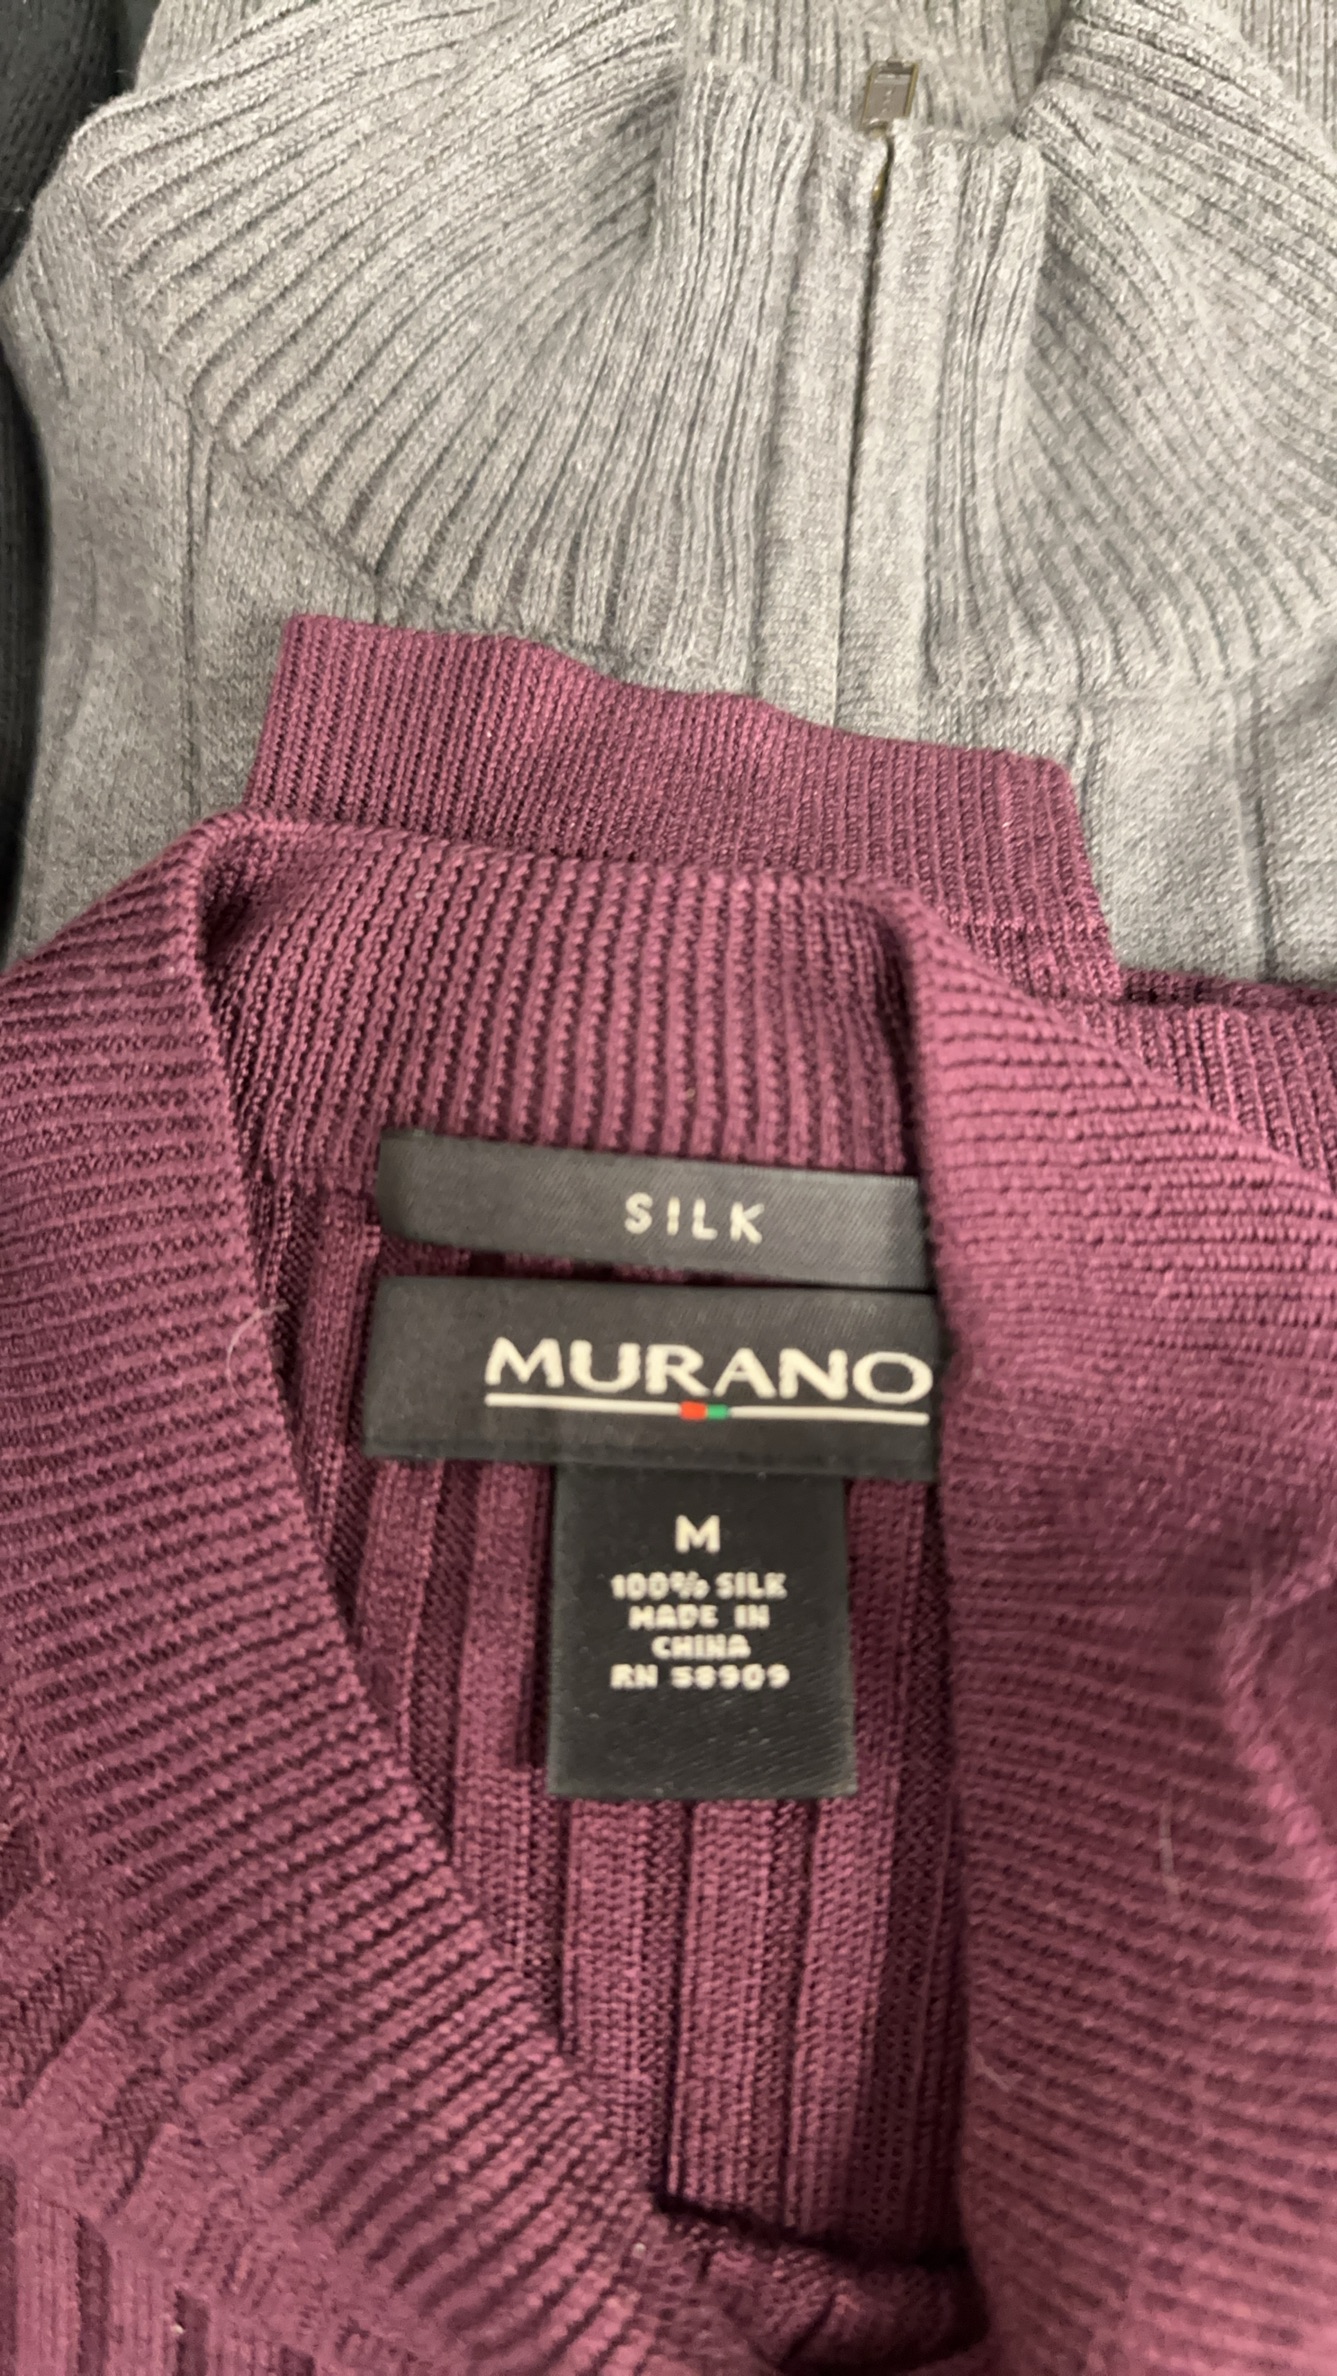 SILK
MURANO
M
100% SILK
MADE IN
CHINA
RN 58909